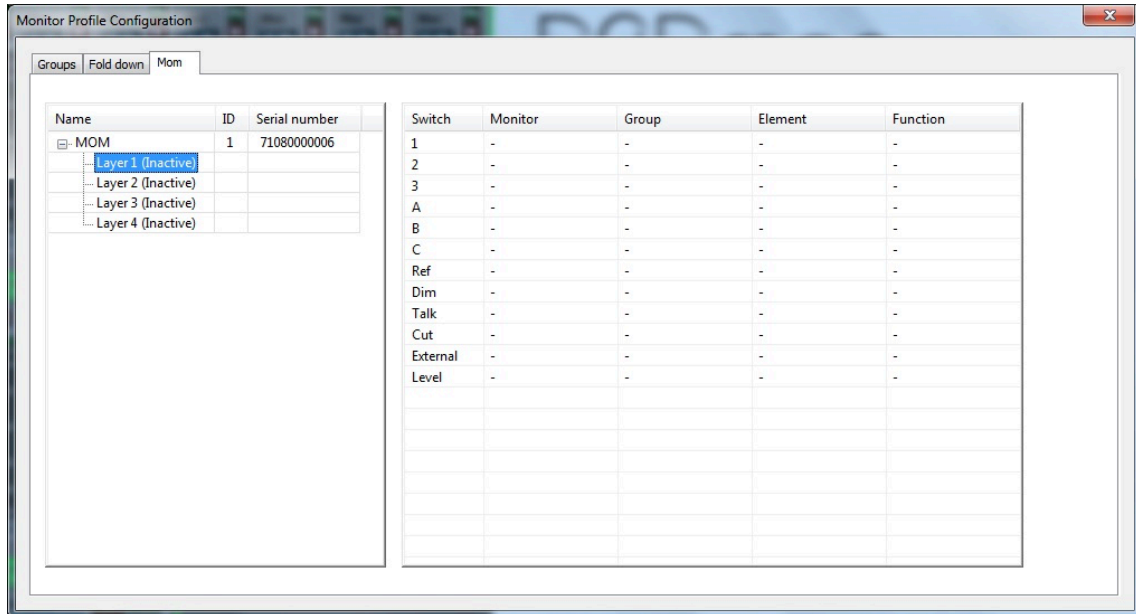 Monitor Profile Configuration
Groups Fold down Mom
Name ID Serial number
MOM 1 71080000006
Layer 1 (Inactive)
Layer 2 (Inactive)
Layer 3 (Inactive)
Layer 4 (Inactive)
Switch Monitor Group Element Function
1 - - - -
2 - - - -
3 - - - -
A - - - -
B - - - -
C - - - -
Ref - - - -
Dim - - - -
Talk - - - -
Cut - - - -
External - - - -
Level - - - -